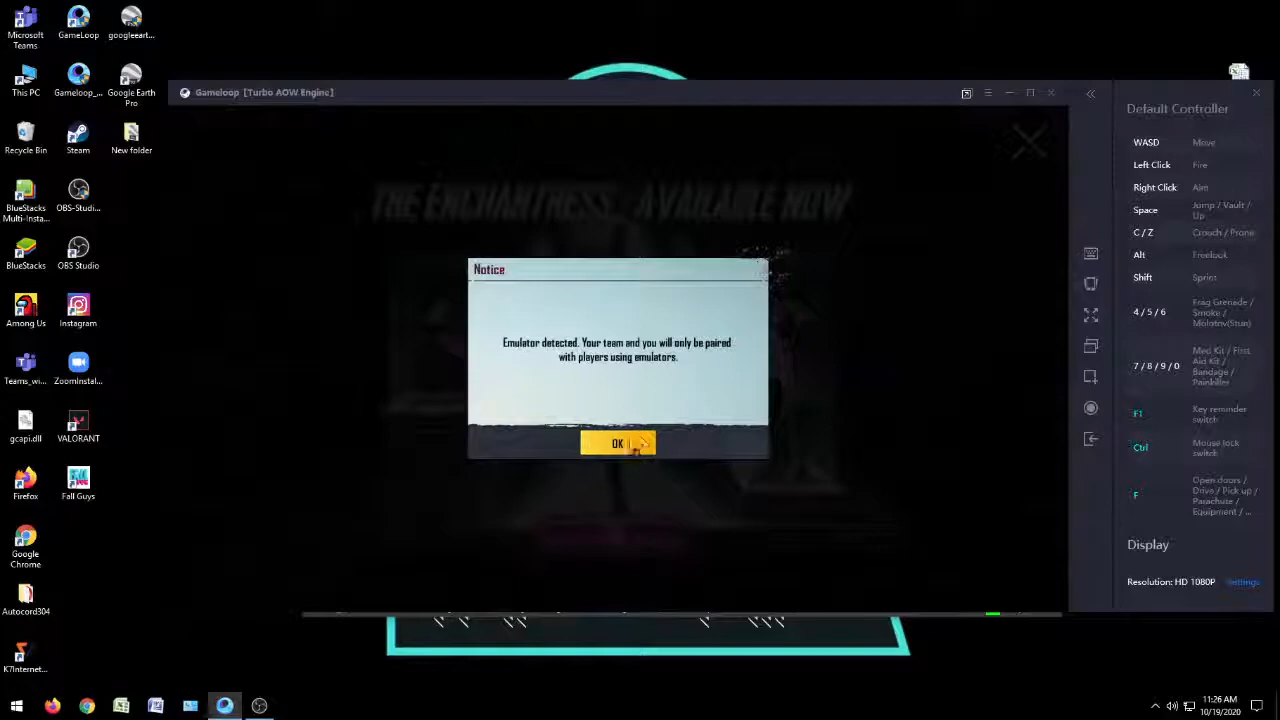 Microsoft
Teams
GameLoop
googleeart...
This PC
Gameloop_...
Google Earth
Pro
Recycle Bin
Steam
New folder
BlueStacks
Multi-Insta...
OBS-Studi...
BlueStacks
OBS Studio
Among Us
Instagram
Teams_wi...
ZoomInstal...
gcapi.dll
VALORANT
Firefox
Fall Guys
Google
Chrome
Autocord304
K7Internet...
Gameloop [Turbo AOW Engine]
THE ENCHANTRESS AVAILABLE NOW
Notice
Emulator detected. Your team and you will only be paired
with players using emulators.
OK
Default Controller
WASD Move
Left Click Fire
Right Click Aim
Space Jump / Vault /
Up
C / Z Crouch / Prone
Alt Freelook
Shift Sprint
4 / 5 / 6 Frag Grenade /
Smoke /
Molotov(Stun)
7 / 8 / 9 / 0 Med Kit / First
Aid Kit /
Bandage /
Painkiller
F1 Key reminder
switch
Ctrl Mouse lock
switch
F Open doors /
Drive / Pick up /
Parachute /
Equipment / ...
Display
Resolution: HD 1080P Settings
11:26 AM
10/19/2020